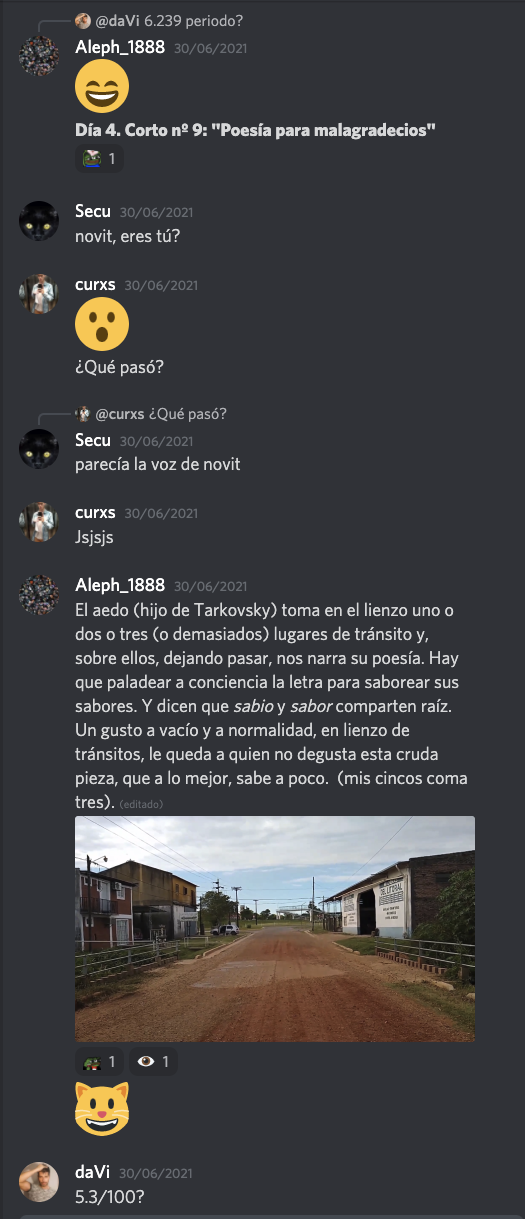 @daVi 6.239 periodo?
Aleph_1888 30/06/2021
Día 4. Corto nº 9: "Poesía para malagradecios"
1
Secu 30/06/2021
novit, eres tú?
curxs 30/06/2021
¿Qué pasó?
@curxs ¿Qué pasó?
Secu 30/06/2021
parecía la voz de novit
curxs 30/06/2021
Jsjsjs
Aleph_1888 30/06/2021
El aedo (hijo de Tarkovsky) toma en el lienzo uno o
dos o tres (o demasiados) lugares de tránsito y,
sobre ellos, dejando pasar, nos narra su poesía. Hay
que paladear a conciencia la letra para saborear sus
sabores. Y dicen que sabio y sabor comparten raíz.
Un gusto a vacío y a normalidad, en lienzo de
tránsitos, le queda a quien no degusta esta cruda
pieza, que a lo mejor, sabe a poco. (mis cincos coma
tres). (editado)
DEL LITORAL
1 1
daVi 30/06/2021
5.3/100?